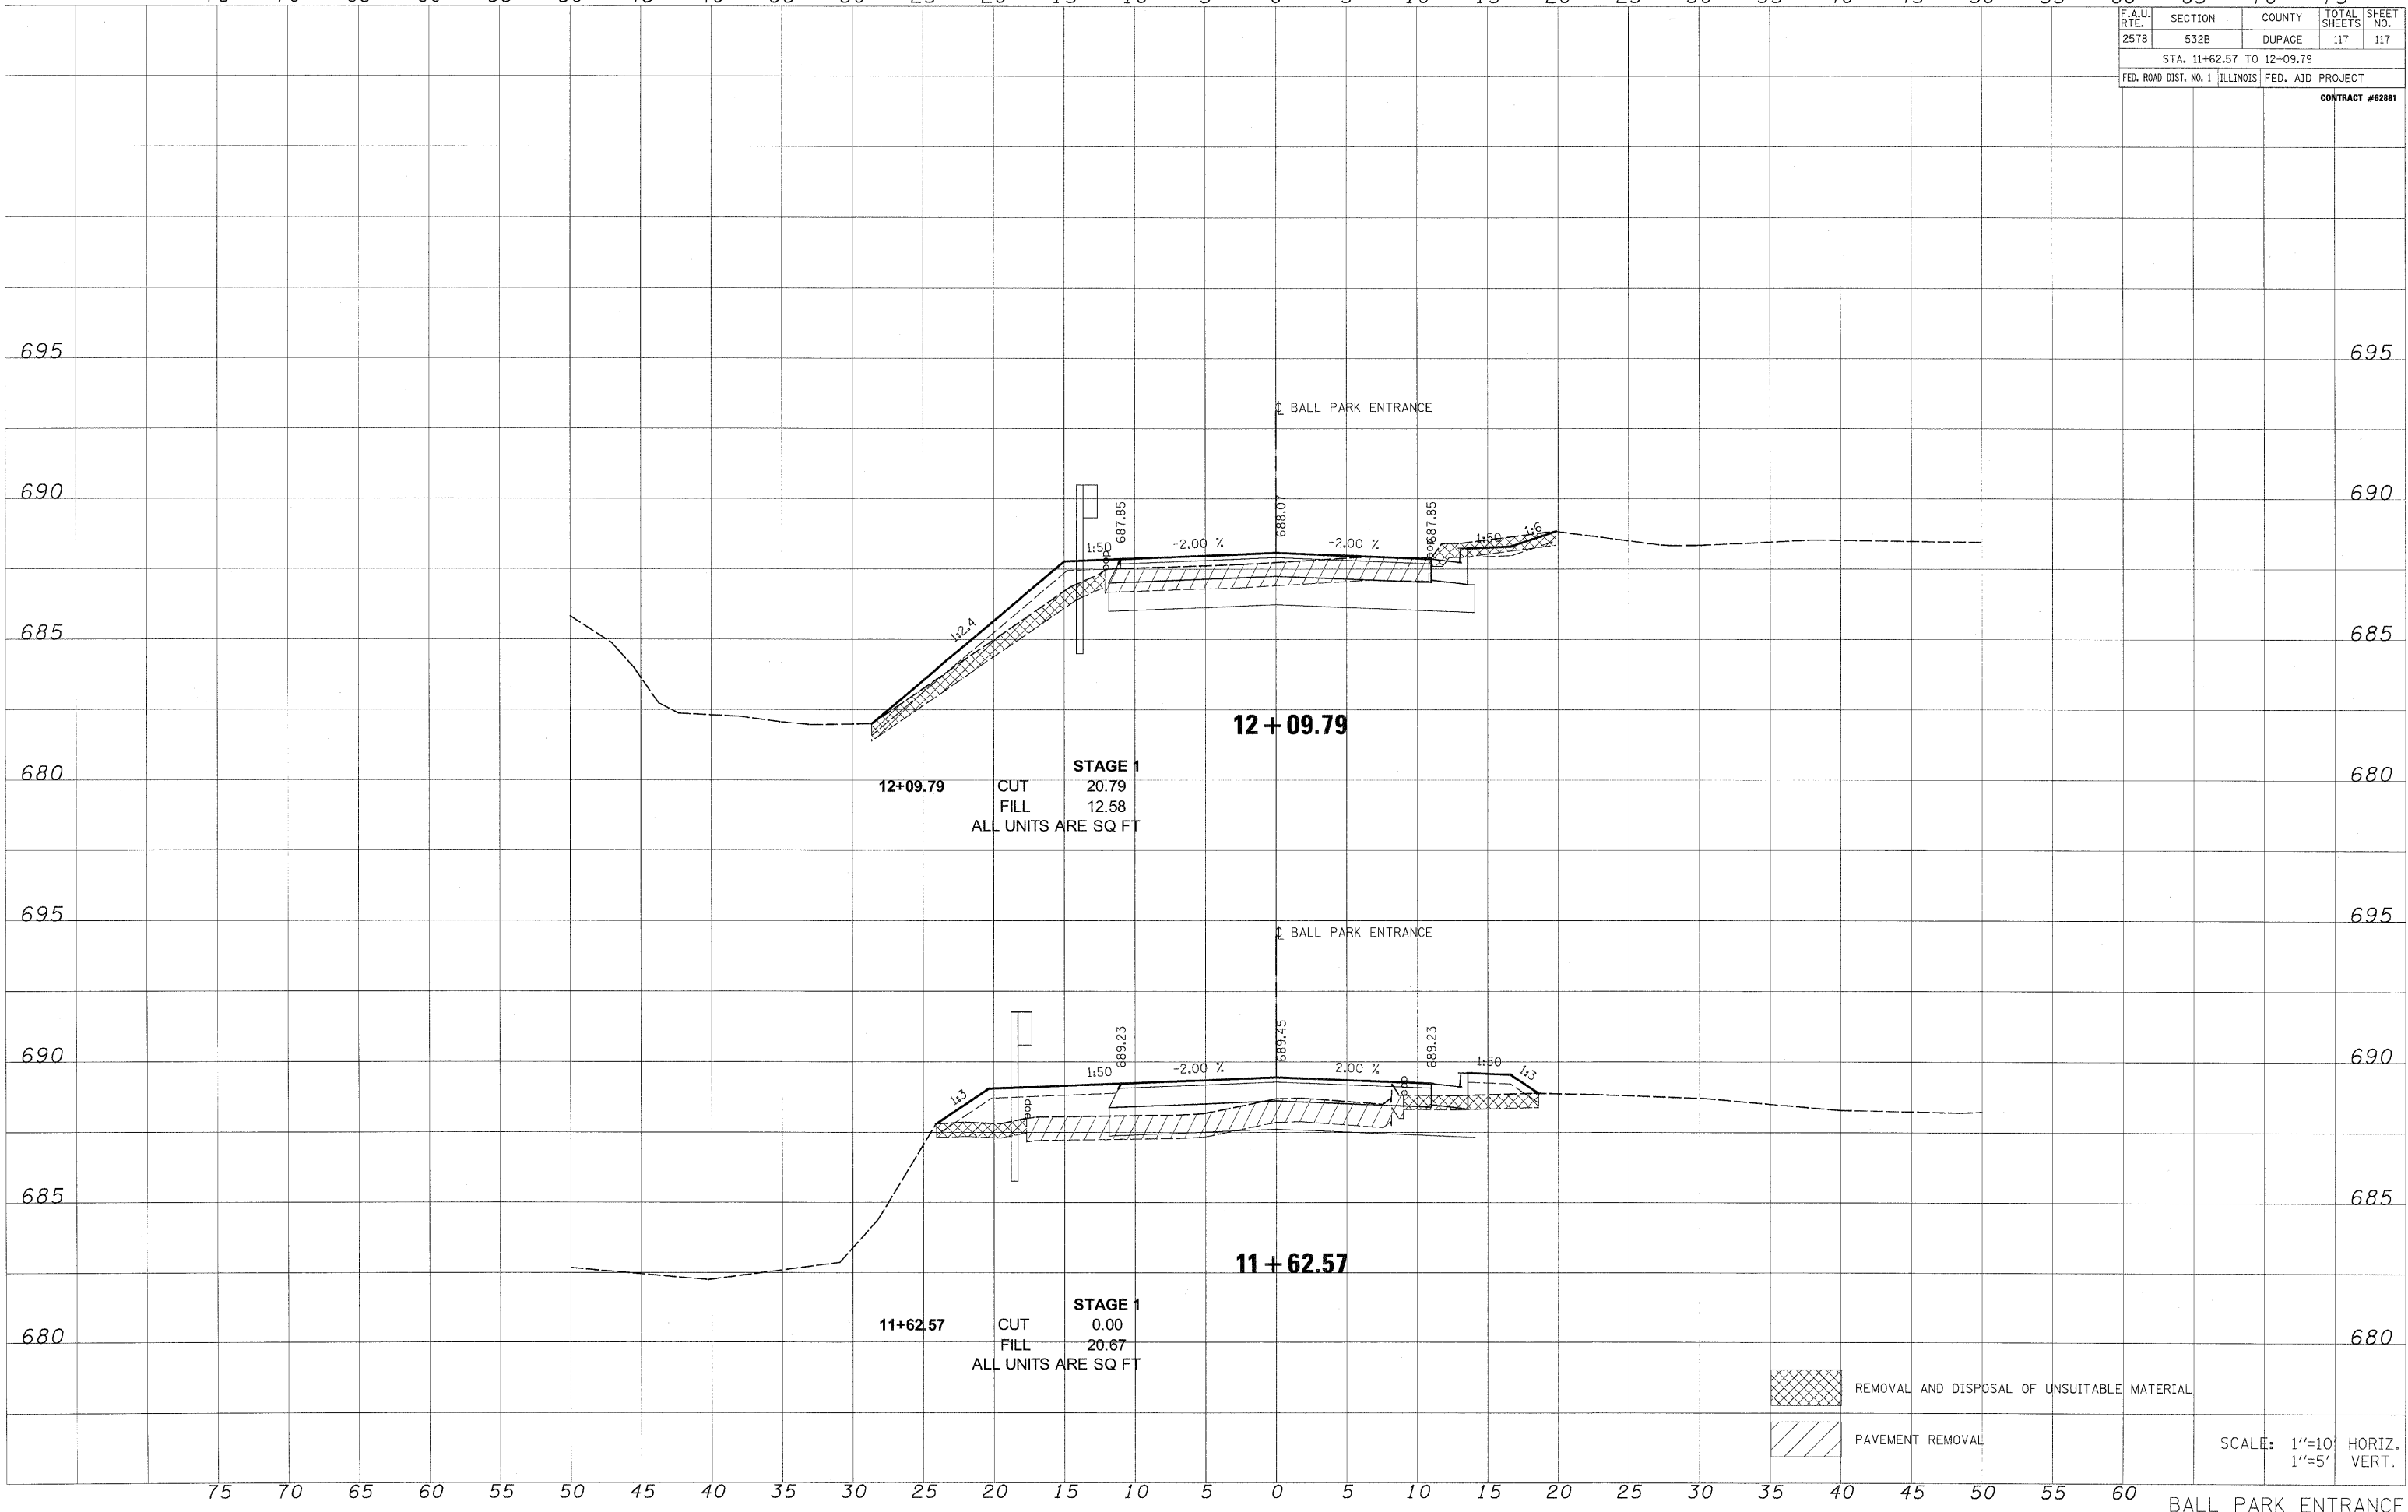 F.A.U. RTE. SECTION COUNTY TOTAL SHEETS SHEET NO.
2578 532B DUPAGE 117 117
STA. 11+62.57 TO 12+09.79
FED. ROAD DIST. NO. 1 ILLINOIS FED. AID PROJECT
CONTRACT #62881
695 695
℄ BALL PARK ENTRANCE
690 690
687.85 688.07 687.85
1:50 -2.00 % -2.00 % 1:50 1:6
eop eop
685 685
1:2.4
12+09.79
680 680
STAGE 1
12+09.79 CUT 20.79
FILL 12.58
ALL UNITS ARE SQ FT
695 695
℄ BALL PARK ENTRANCE
690 690
689.23 689.45 689.23
1:3 1:50 -2.00 % -2.00 % 1:50 1:3
eop eop
685 685
11+62.57
680 680
STAGE 1
11+62.57 CUT 0.00
FILL 20.67
ALL UNITS ARE SQ FT
REMOVAL AND DISPOSAL OF UNSUITABLE MATERIAL
PAVEMENT REMOVAL
SCALE: 1"=10' HORIZ.
1"=5' VERT.
75 70 65 60 55 50 45 40 35 30 25 20 15 10 5 0 5 10 15 20 25 30 35 40 45 50 55 60
BALL PARK ENTRANCE